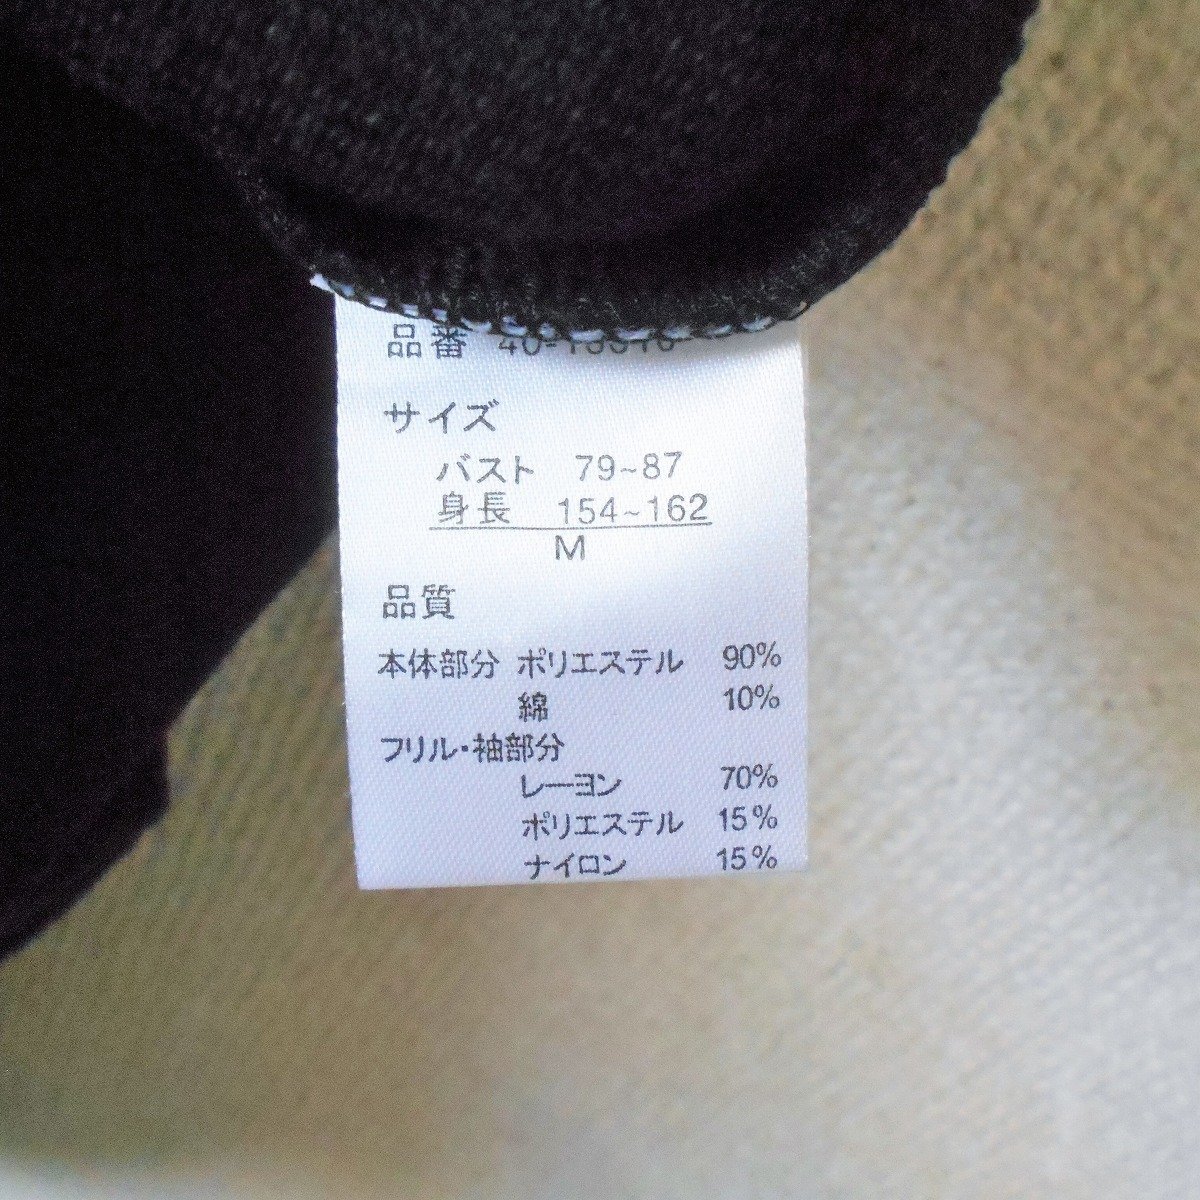 品番
サイズ
バスト 79~87
身長 154~162
M
品質
本体部分 ポリエステル 90%
綿 10%
フリル・袖部分
レーヨン 70%
ポリエステル 15%
ナイロン 15%